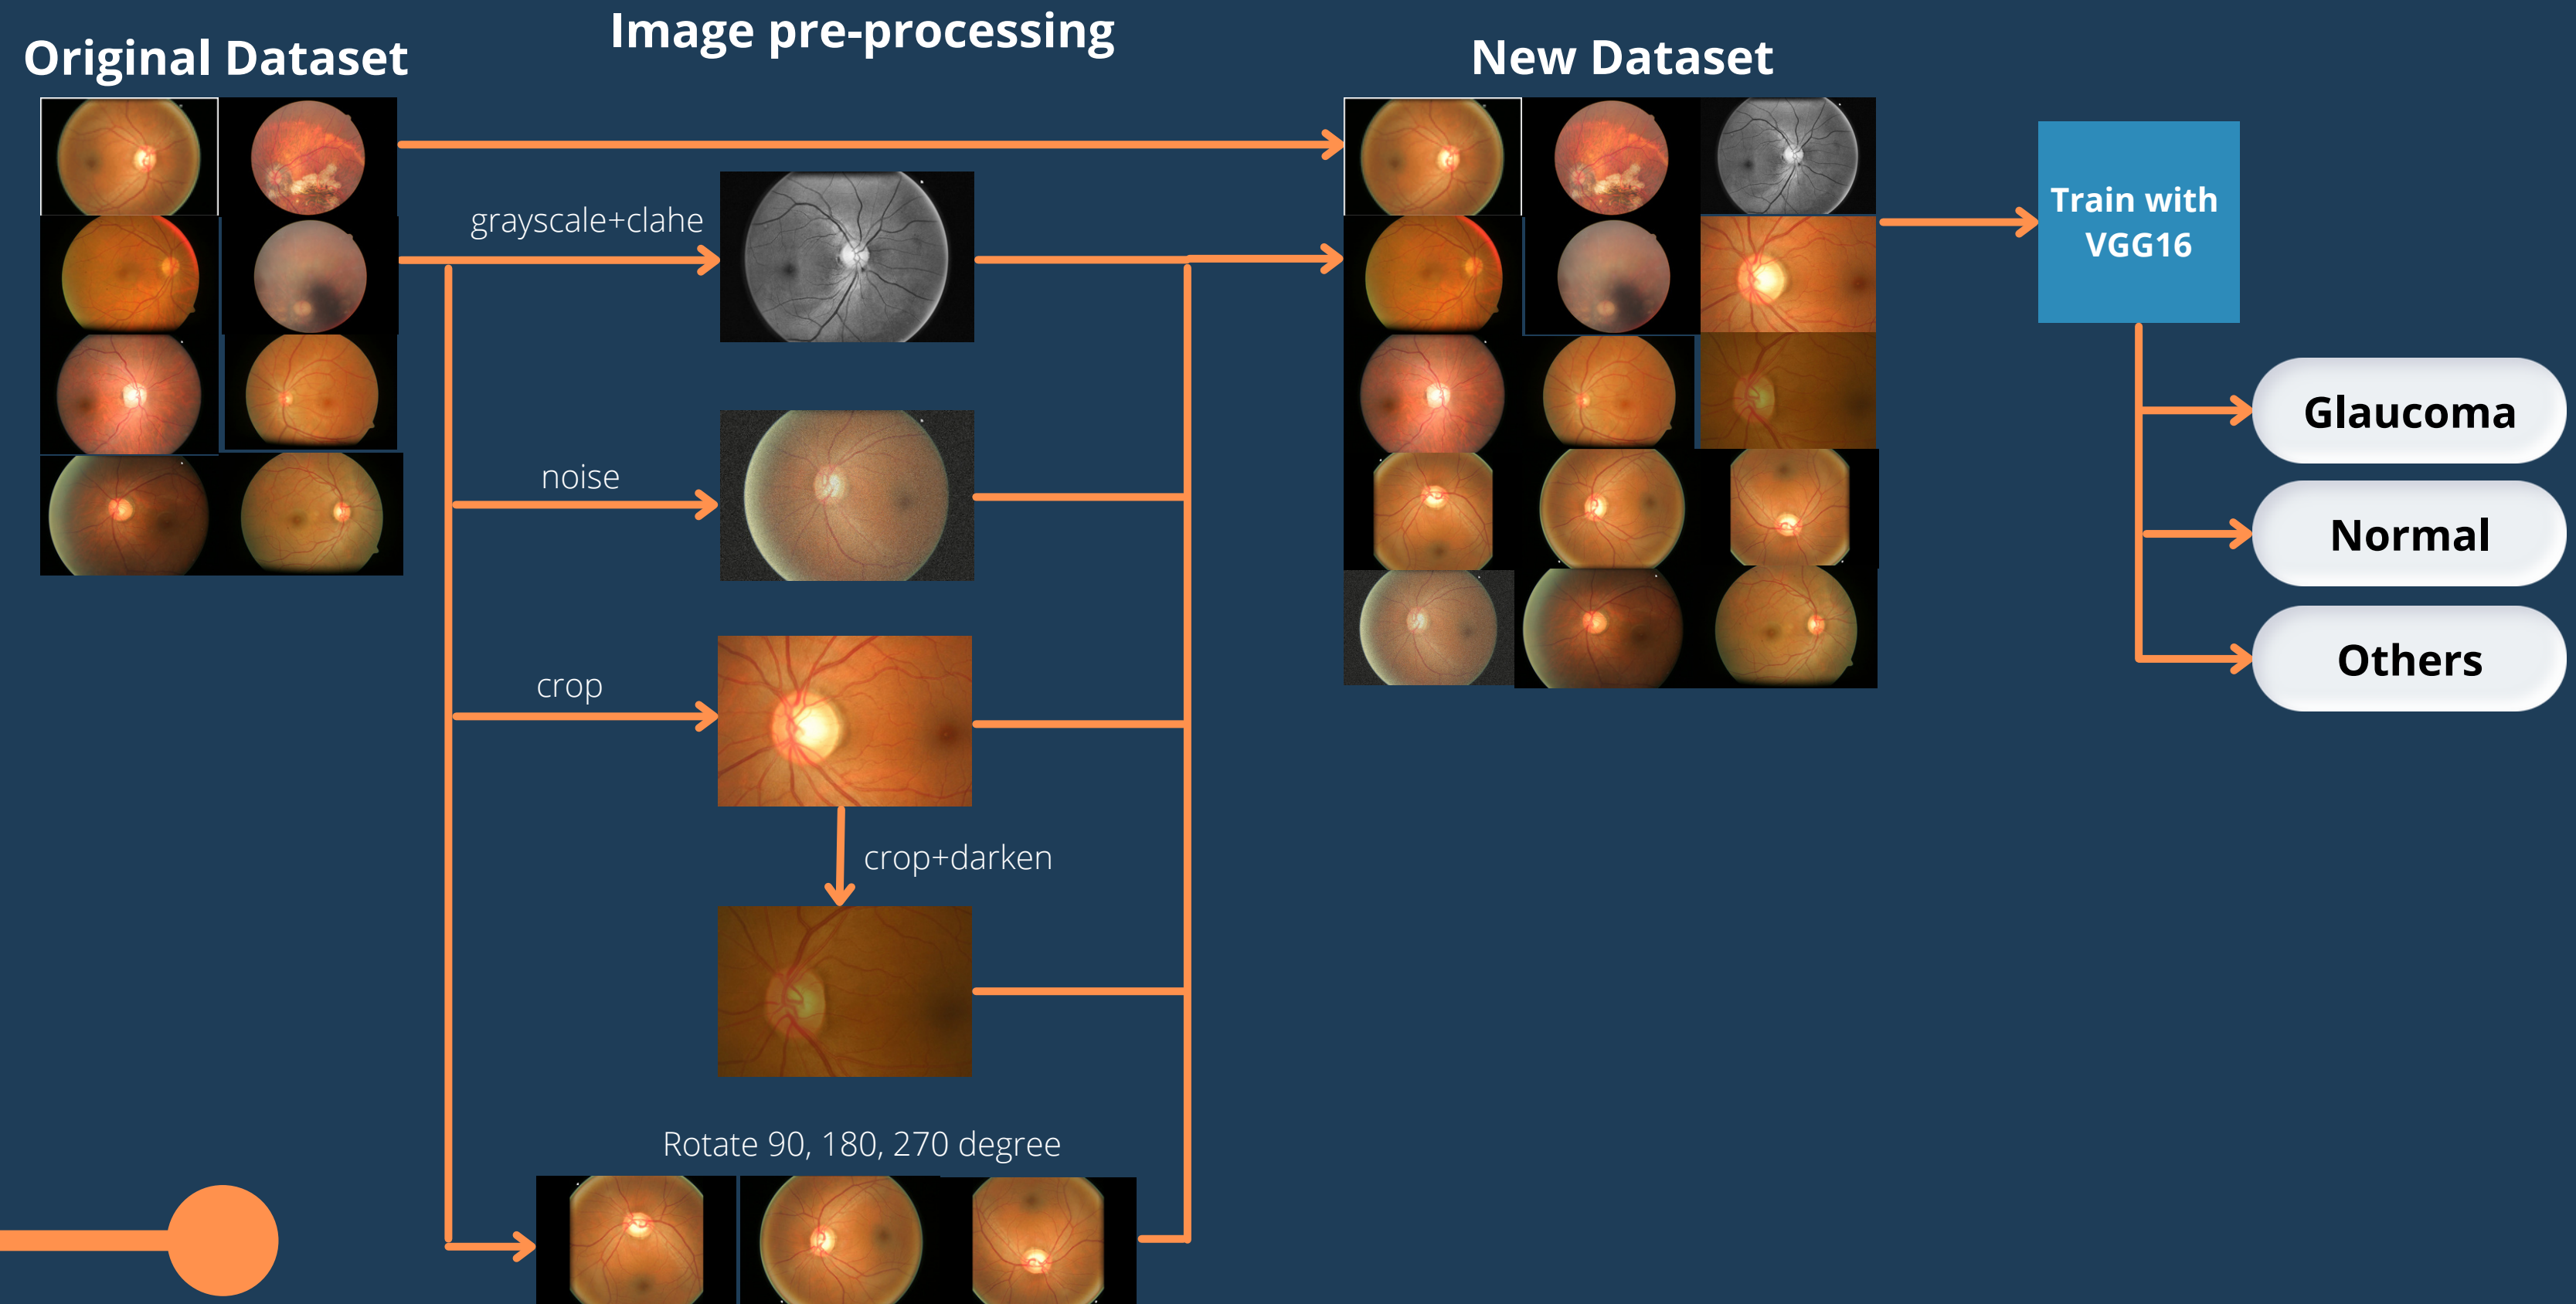 Original Dataset
Image pre-processing
New Dataset
grayscale+clahe
noise
crop
crop+darken
Rotate 90, 180, 270 degree
Train with
VGG16
Glaucoma
Normal
Others